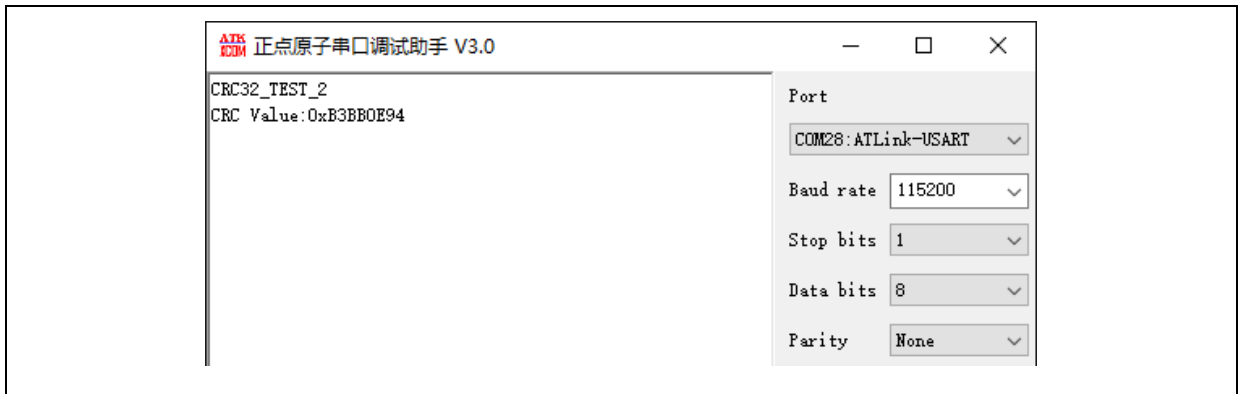 ATK XCOM 正点原子串口调试助手 V3.0
CRC32_TEST_2
CRC Value:0xB3BB0E94
Port
COM28:ATLink-USART
Baud rate 115200
Stop bits 1
Data bits 8
Parity None